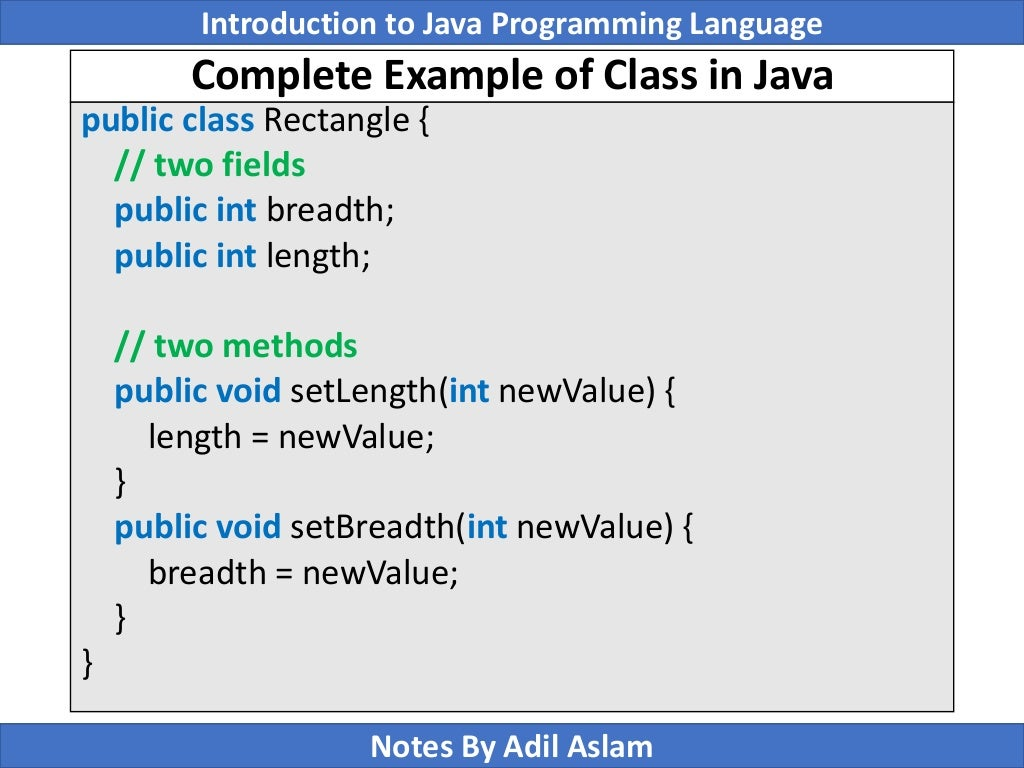 Introduction to Java Programming Language
Complete Example of Class in Java
public class Rectangle {
// two fields
public int breadth;
public int length;
// two methods
public void setLength(int newValue) {
length = newValue;
}
public void setBreadth(int newValue) {
breadth = newValue;
}
}
Notes By Adil Aslam